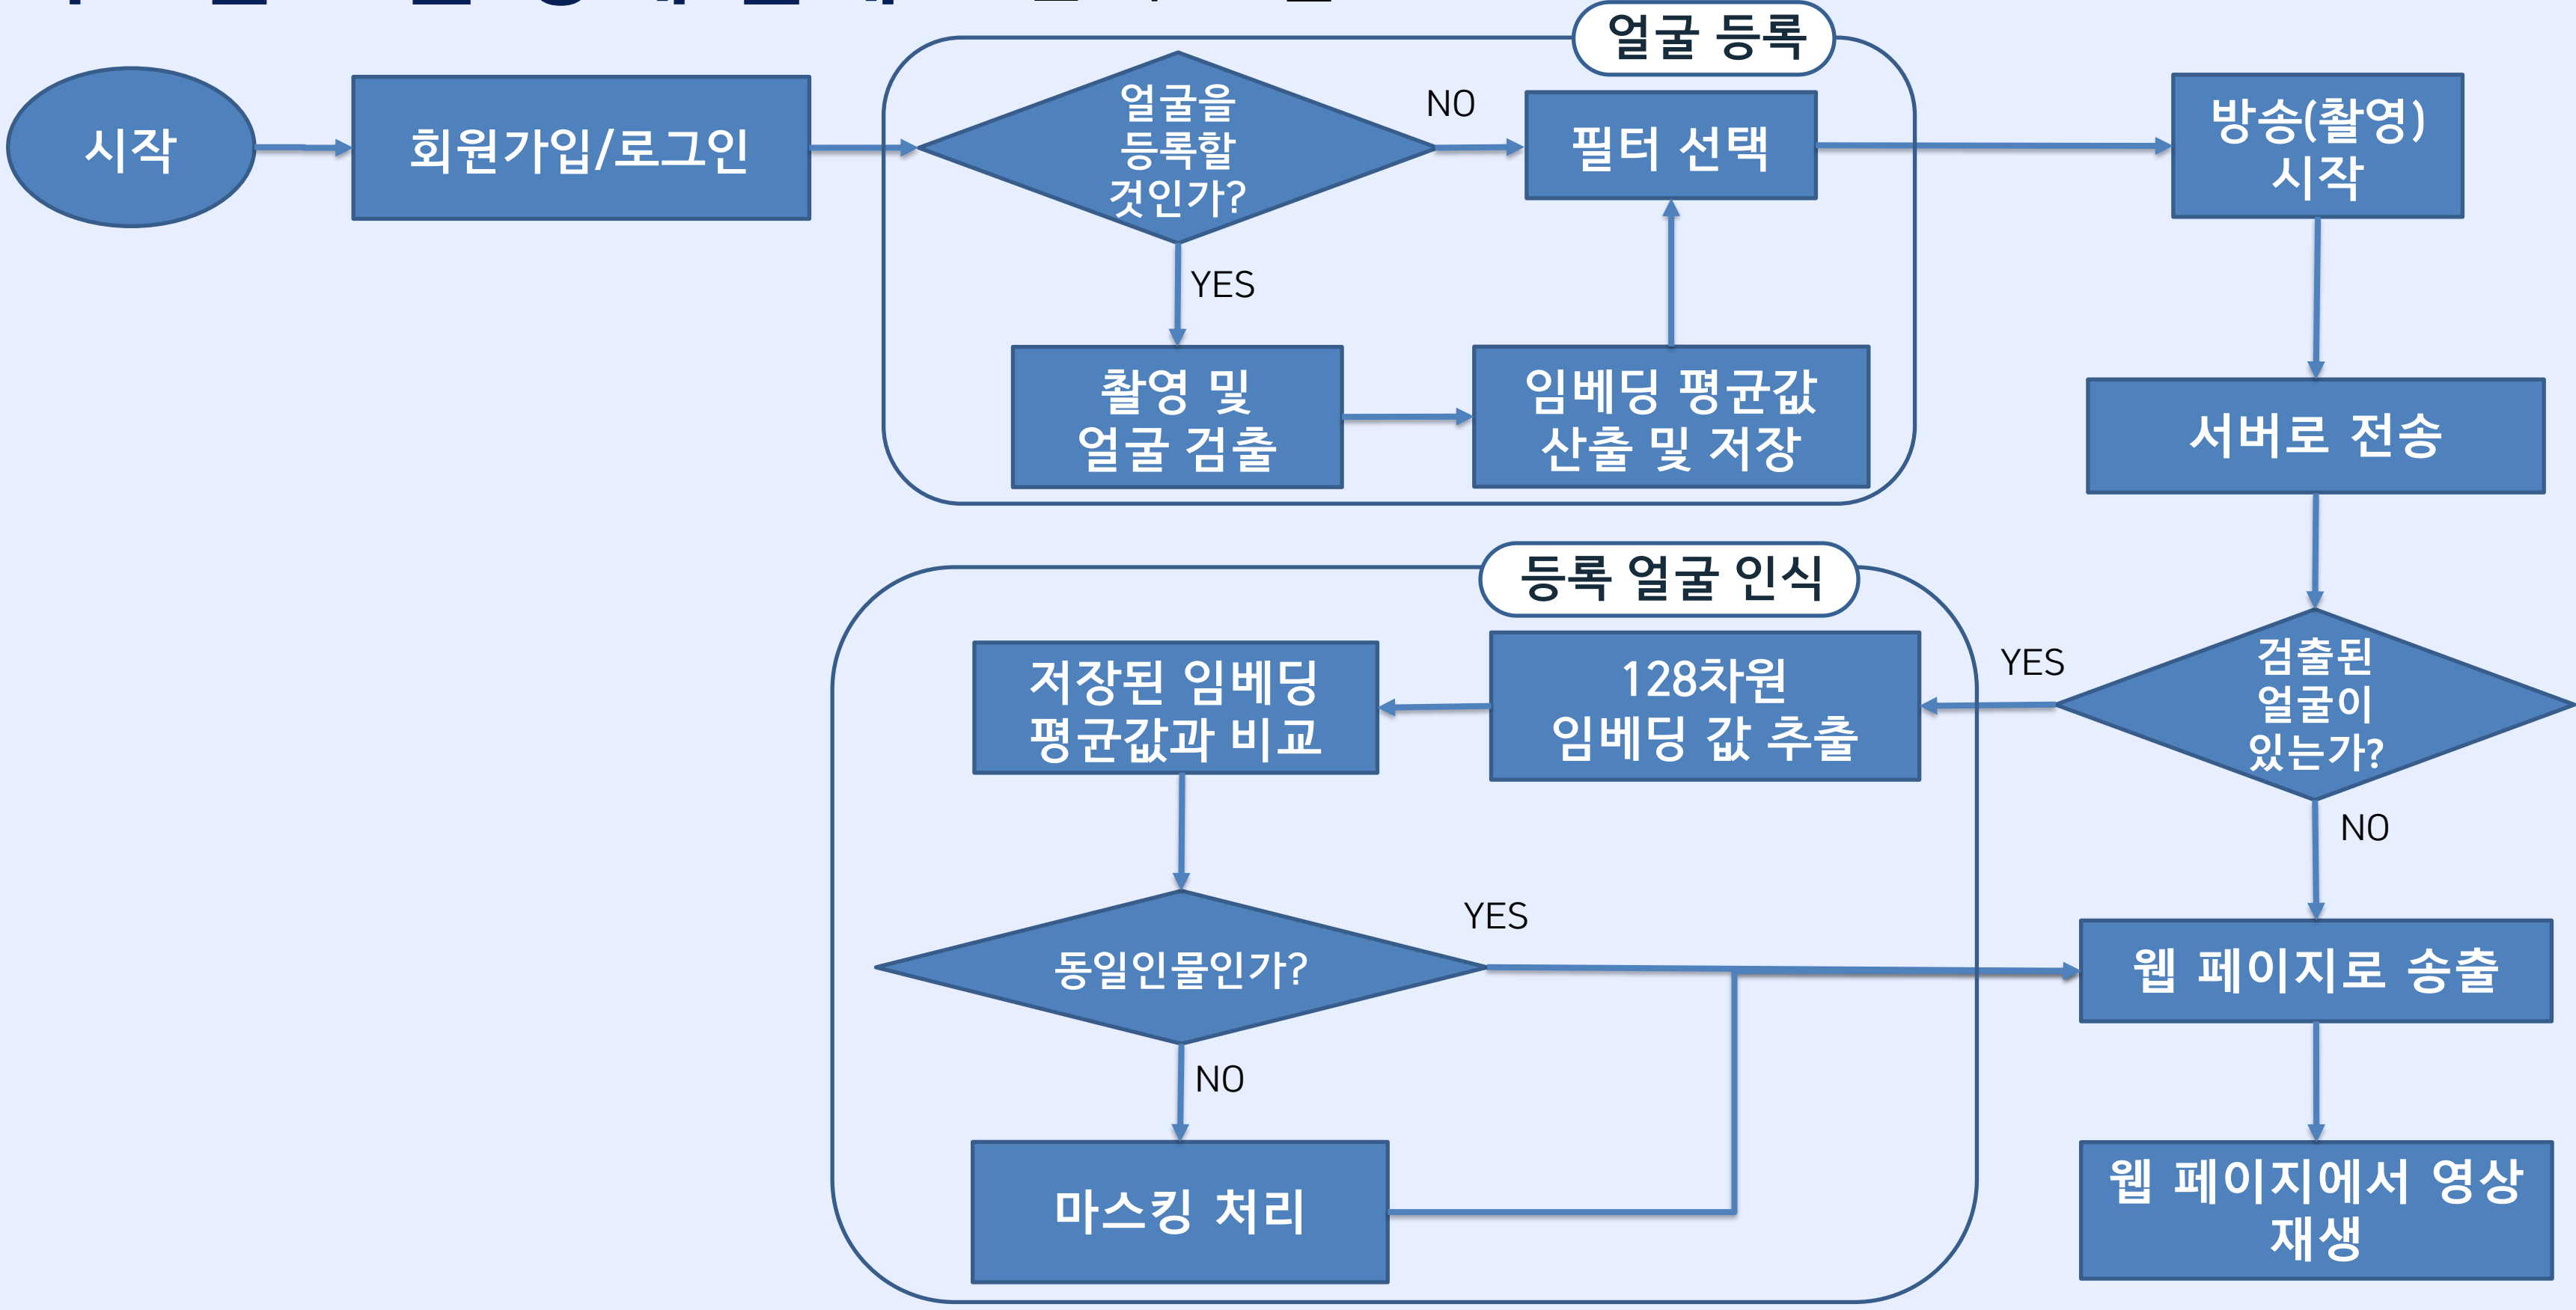 얼굴 등록
시작
회원가입/로그인
얼굴을
등록할
것인가?
NO
필터 선택
방송(촬영)
시작
YES
촬영 및
얼굴 검출
임베딩 평균값
산출 및 저장
서버로 전송
등록 얼굴 인식
저장된 임베딩
평균값과 비교
128차원
임베딩 값 추출
YES
검출된
얼굴이
있는가?
NO
동일인물인가?
YES
웹 페이지로 송출
NO
마스킹 처리
웹 페이지에서 영상
재생